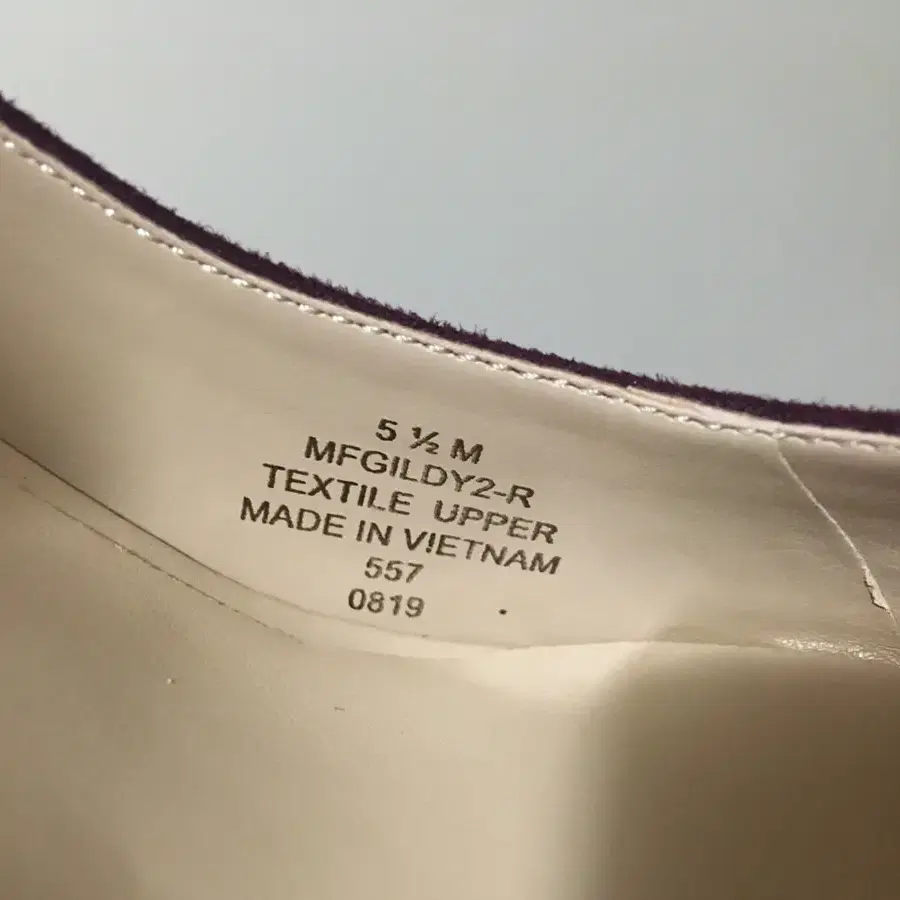 5 ½ M
MFGILDY2-R
TEXTILE UPPER
MADE IN VIETNAM
557
0819